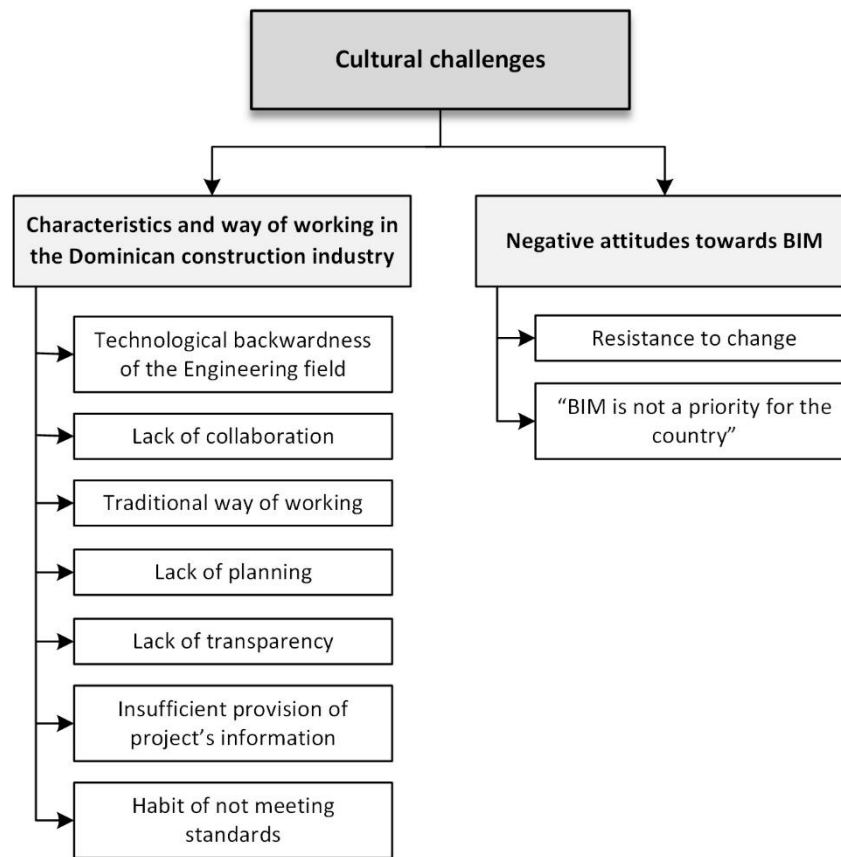 Cultural challenges
Characteristics and way of working in
the Dominican construction industry
Technological backwardness
of the Engineering field
Lack of collaboration
Traditional way of working
Lack of planning
Lack of transparency
Insufficient provision of
project’s information
Habit of not meeting
standards
Negative attitudes towards BIM
Resistance to change
“BIM is not a priority for the
country”